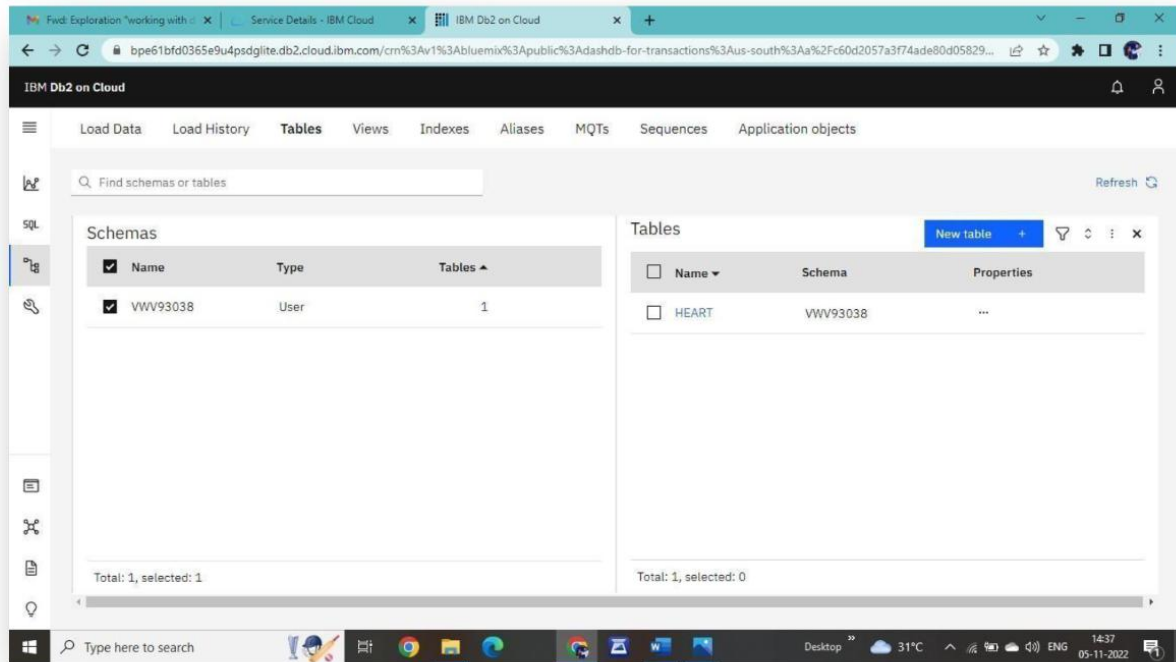 Fwd: Exploration "working with d
Service Details - IBM Cloud
IBM Db2 on Cloud
bpe61bfd0365e9u4psdglite.db2.cloud.ibm.com/crn%3Av1%3Abluemix%3Apublic%3Adashdb-for-transactions%3Aus-south%3Aa%2Fc60d2057a3f74ade80d05829...
IBM Db2 on Cloud
Load Data Load History Tables Views Indexes Aliases MQTs Sequences Application objects
Find schemas or tables
Refresh
SQL
Schemas
Name Type Tables
VWV93038 User 1
Total: 1, selected: 1
Tables
New table +
Name Schema Properties
HEART VWV93038 ...
Total: 1, selected: 0
Type here to search
Desktop
31°C
ENG
14:37
05-11-2022